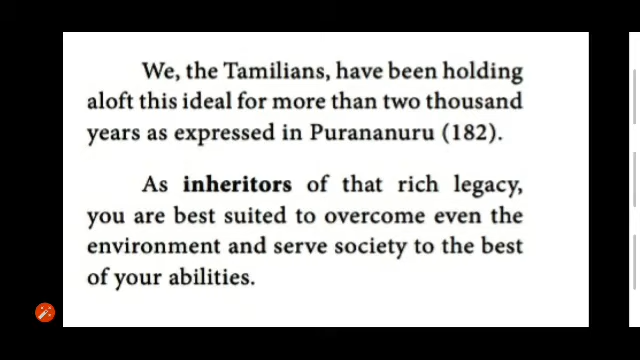 We, the Tamilians, have been holding
aloft this ideal for more than two thousand
years as expressed in Purananuru (182).
As inheritors of that rich legacy,
you are best suited to overcome even the
environment and serve society to the best
of your abilities.